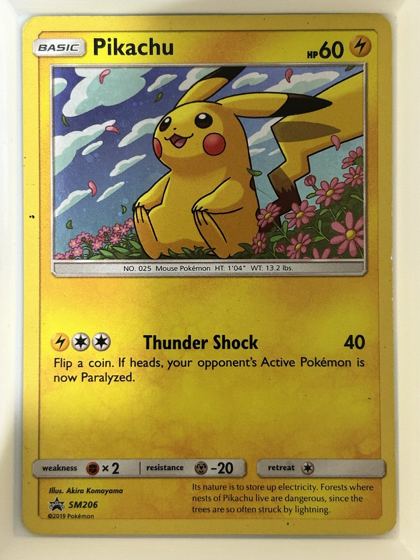 BASIC Pikachu HP60
NO. 025 Mouse Pokémon HT: 1'04" WT: 13.2 lbs.
Thunder Shock 40
Flip a coin. If heads, your opponent's Active Pokémon is
now Paralyzed.
weakness ×2 resistance -20 retreat
Illus. Akira Komayama
SM206
©2019 Pokémon
Its nature is to store up electricity. Forests where
nests of Pikachu live are dangerous, since the
trees are so often struck by lightning.